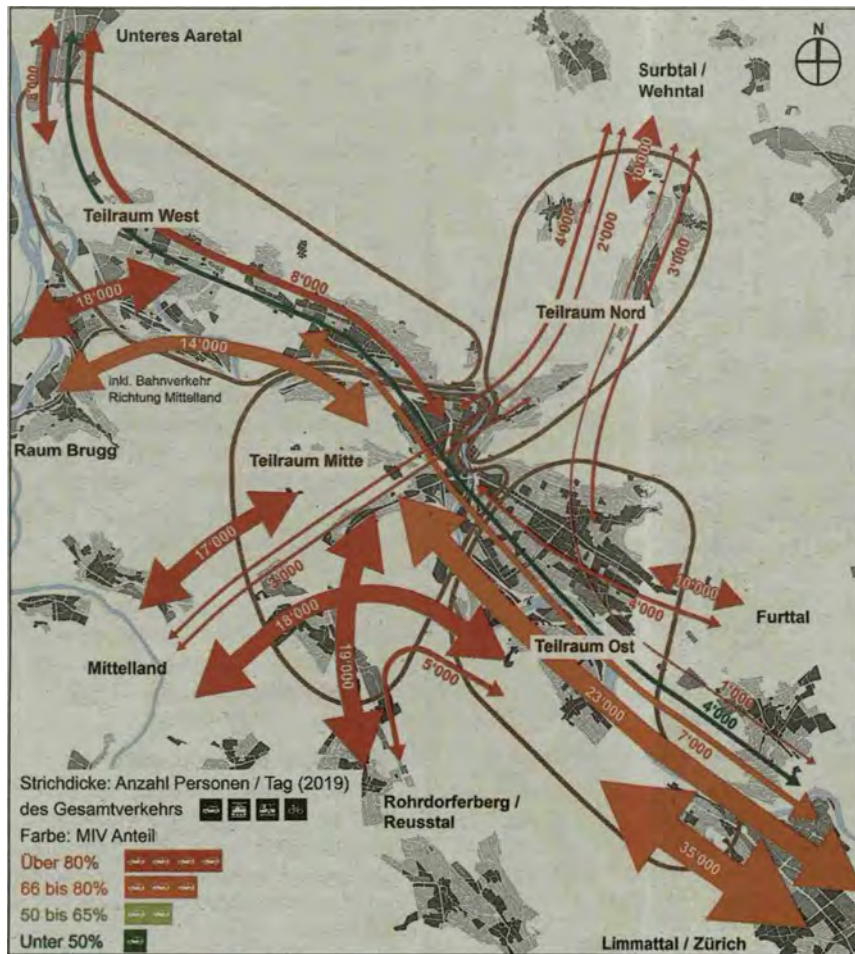 Unteres Aaretal
N
Surbtal /
Wehntal
8'000
10'000
Teilraum West
4'000
2'000
3'000
8'000
18'000
Teilraum Nord
14'000
inkl. Bahnverkehr
Richtung Mittelland
Raum Brugg
Teilraum Mitte
17'000
10'000
4'000
18'000
Furttal
Mittelland
19'000
Teilraum Ost
5'000
1'000
4'000
23'000
7'000
Strichdicke: Anzahl Personen / Tag (2019)
des Gesamtverkehrs
Rohrdorferberg /
Reusstal
Farbe: MIV Anteil
35'000
Über 80%
66 bis 80%
50 bis 65%
Unter 50%
Limmattal / Zürich